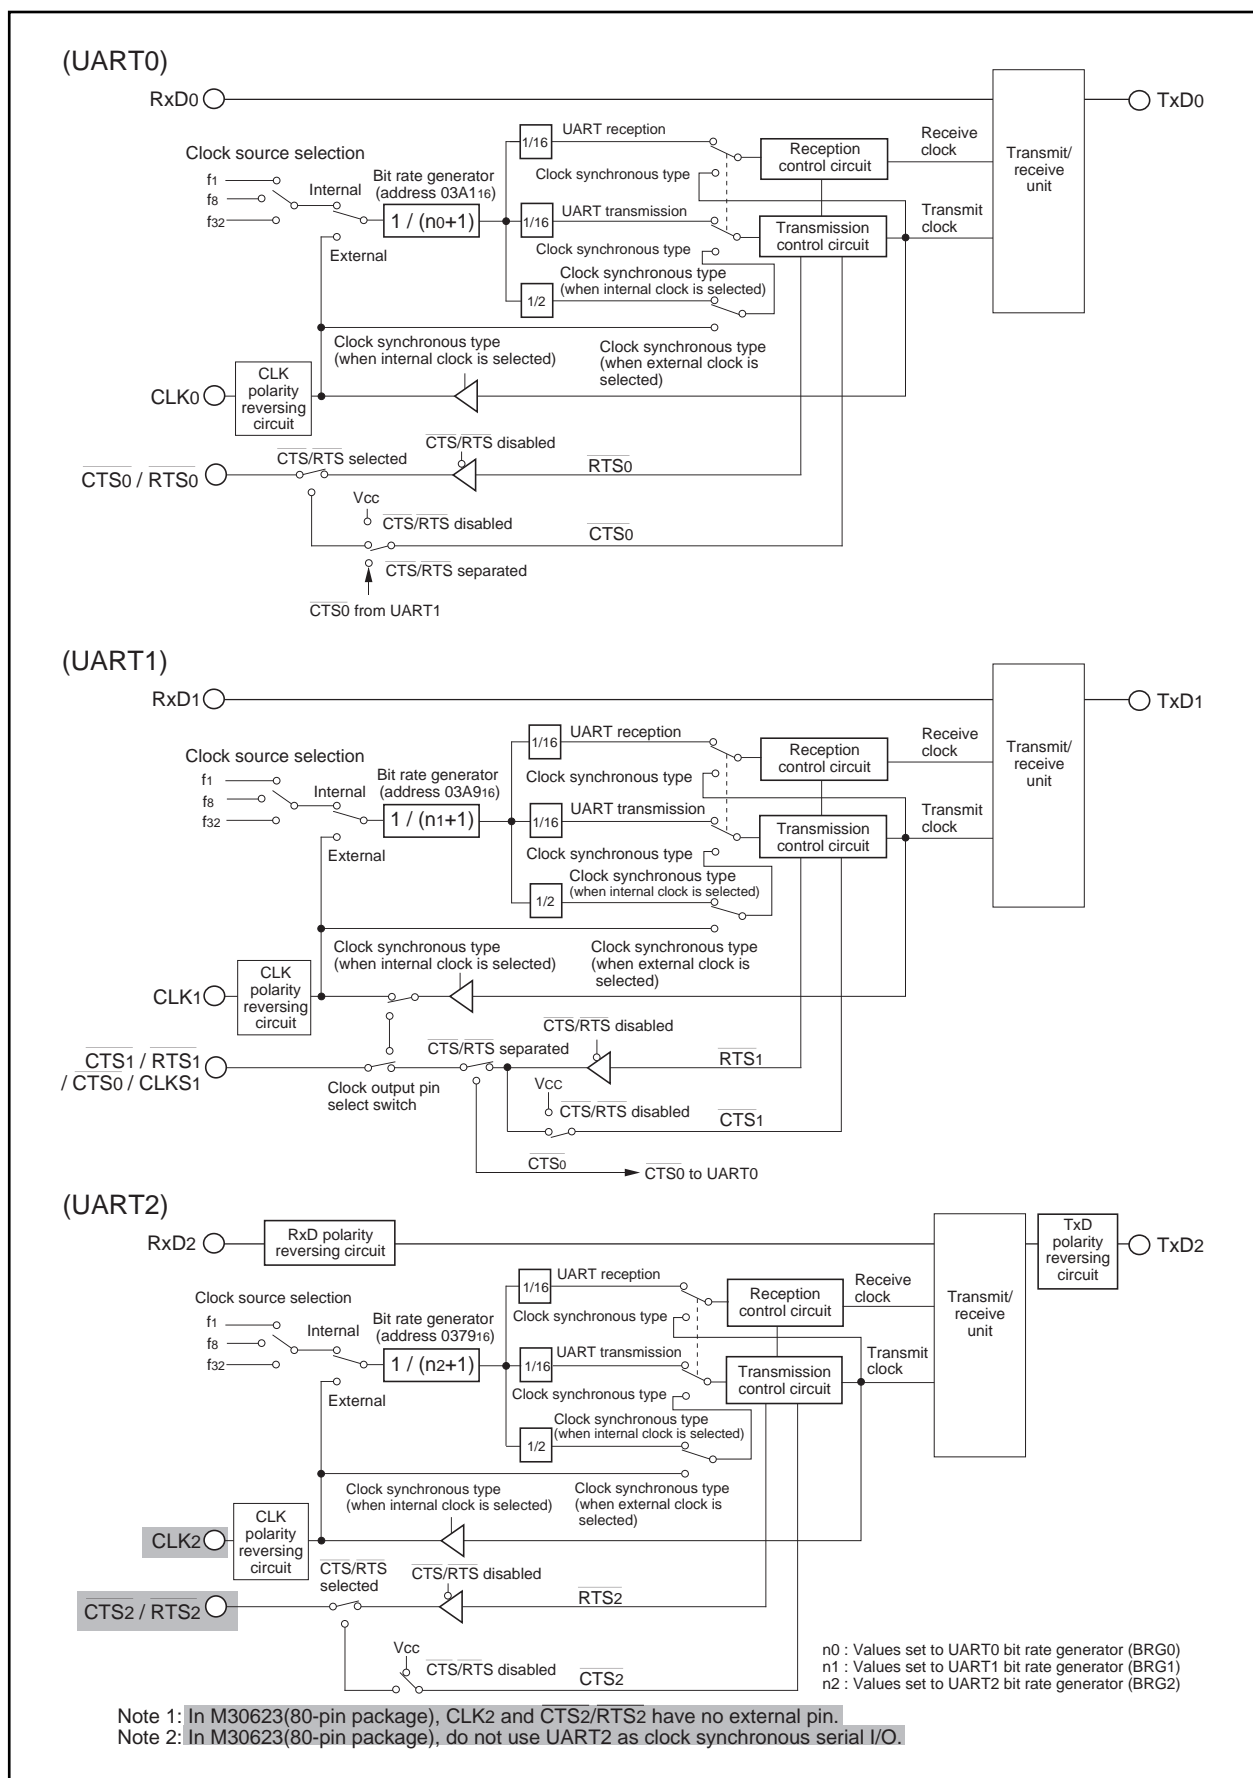 (UART0)
RxD0
TxD0
Clock source selection
f1
f8
f32
Internal
External
Bit rate generator
(address 03A116)
1 / (n0+1)
1/16
UART reception
Clock synchronous type
1/16
UART transmission
Clock synchronous type
Clock synchronous type
(when internal clock is selected)
1/2
Reception
control circuit
Transmission
control circuit
Receive
clock
Transmit
clock
Transmit/
receive
unit
Clock synchronous type
(when internal clock is selected)
Clock synchronous type
(when external clock is
selected)
CLK0
CLK
polarity
reversing
circuit
CTS0 / RTS0
CTS/RTS selected
CTS/RTS disabled
RTS0
Vcc
CTS/RTS disabled
CTS0
CTS/RTS separated
CTS0 from UART1
(UART1)
RxD1
TxD1
Clock source selection
f1
f8
f32
Internal
External
Bit rate generator
(address 03A916)
1 / (n1+1)
1/16
UART reception
Clock synchronous type
1/16
UART transmission
Clock synchronous type
Clock synchronous type
(when internal clock is selected)
1/2
Reception
control circuit
Transmission
control circuit
Receive
clock
Transmit
clock
Transmit/
receive
unit
Clock synchronous type
(when internal clock is selected)
Clock synchronous type
(when external clock is
selected)
CLK1
CLK
polarity
reversing
circuit
CTS1 / RTS1
/ CTS0 / CLKS1
Clock output pin
select switch
CTS/RTS separated
CTS/RTS disabled
RTS1
VCC
CTS/RTS disabled
CTS1
CTS0
CTS0 to UART0
(UART2)
RxD2
RxD polarity
reversing circuit
TxD
polarity
reversing
circuit
TxD2
Clock source selection
f1
f8
f32
Internal
External
Bit rate generator
(address 037916)
1 / (n2+1)
1/16
UART reception
Clock synchronous type
1/16
UART transmission
Clock synchronous type
Clock synchronous type
(when internal clock is selected)
1/2
Reception
control circuit
Transmission
control circuit
Receive
clock
Transmit
clock
Transmit/
receive
unit
Clock synchronous type
(when internal clock is selected)
Clock synchronous type
(when external clock is
selected)
CLK2
CLK
polarity
reversing
circuit
CTS2 / RTS2
CTS/RTS
selected
CTS/RTS disabled
RTS2
Vcc
CTS/RTS disabled
CTS2
n0 : Values set to UART0 bit rate generator (BRG0)
n1 : Values set to UART1 bit rate generator (BRG1)
n2 : Values set to UART2 bit rate generator (BRG2)
Note 1: In M30623(80-pin package), CLK2 and CTS2/RTS2 have no external pin.
Note 2: In M30623(80-pin package), do not use UART2 as clock synchronous serial I/O.